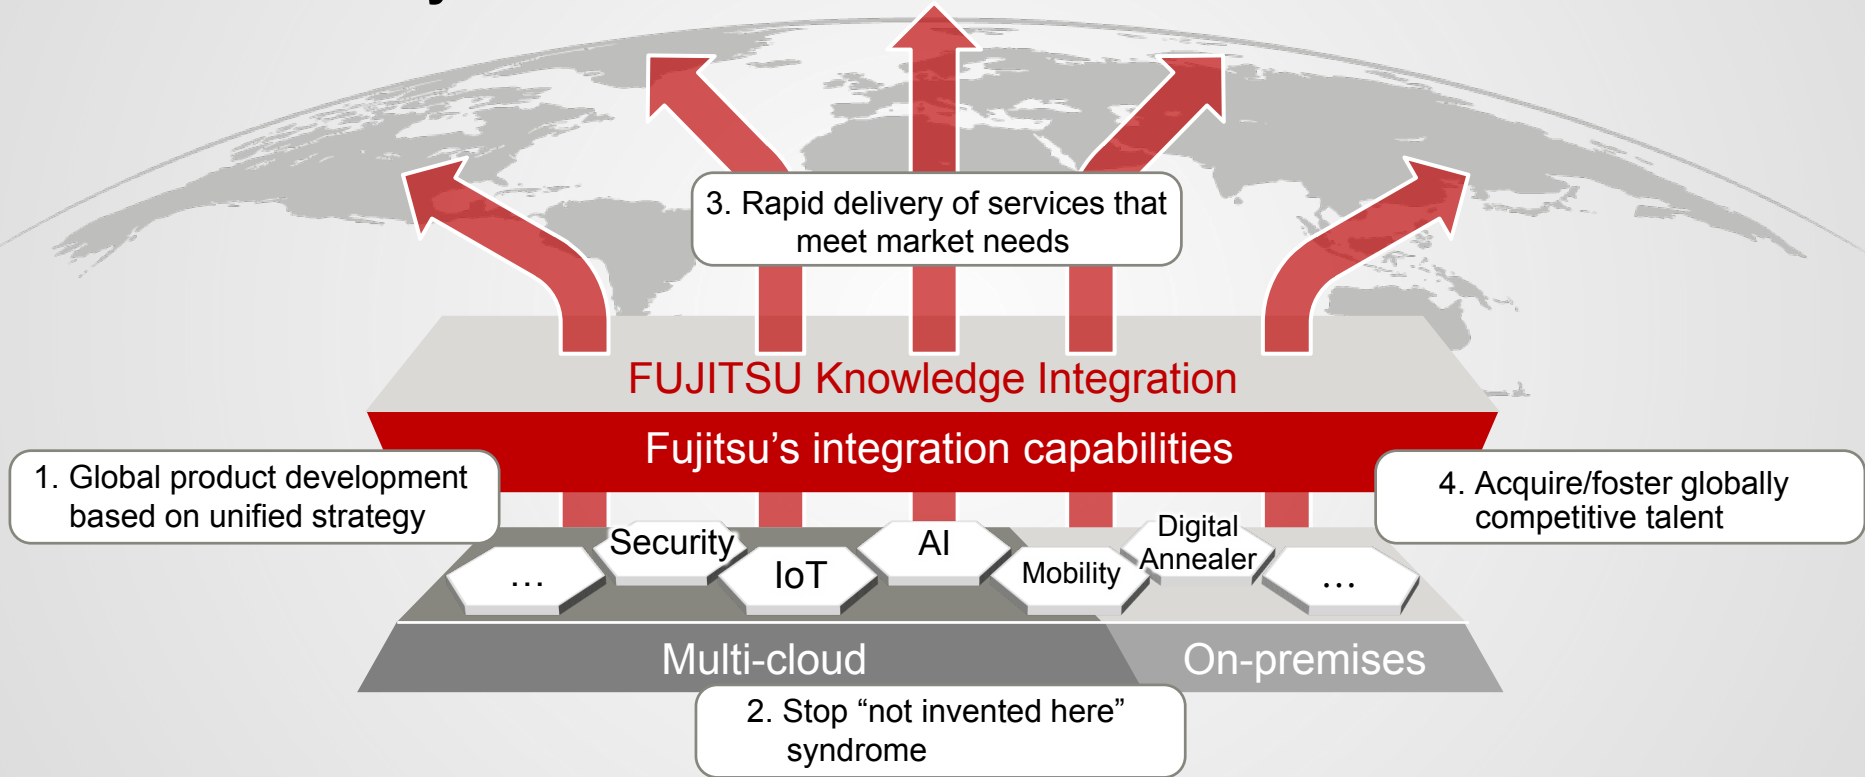 3. Rapid delivery of services that
meet market needs
FUJITSU Knowledge Integration
Fujitsu’s integration capabilities
1. Global product development
based on unified strategy
4. Acquire/foster globally
competitive talent
...
Security
IoT
AI
Mobility
Digital
Annealer
...
Multi-cloud
On-premises
2. Stop “not invented here”
syndrome